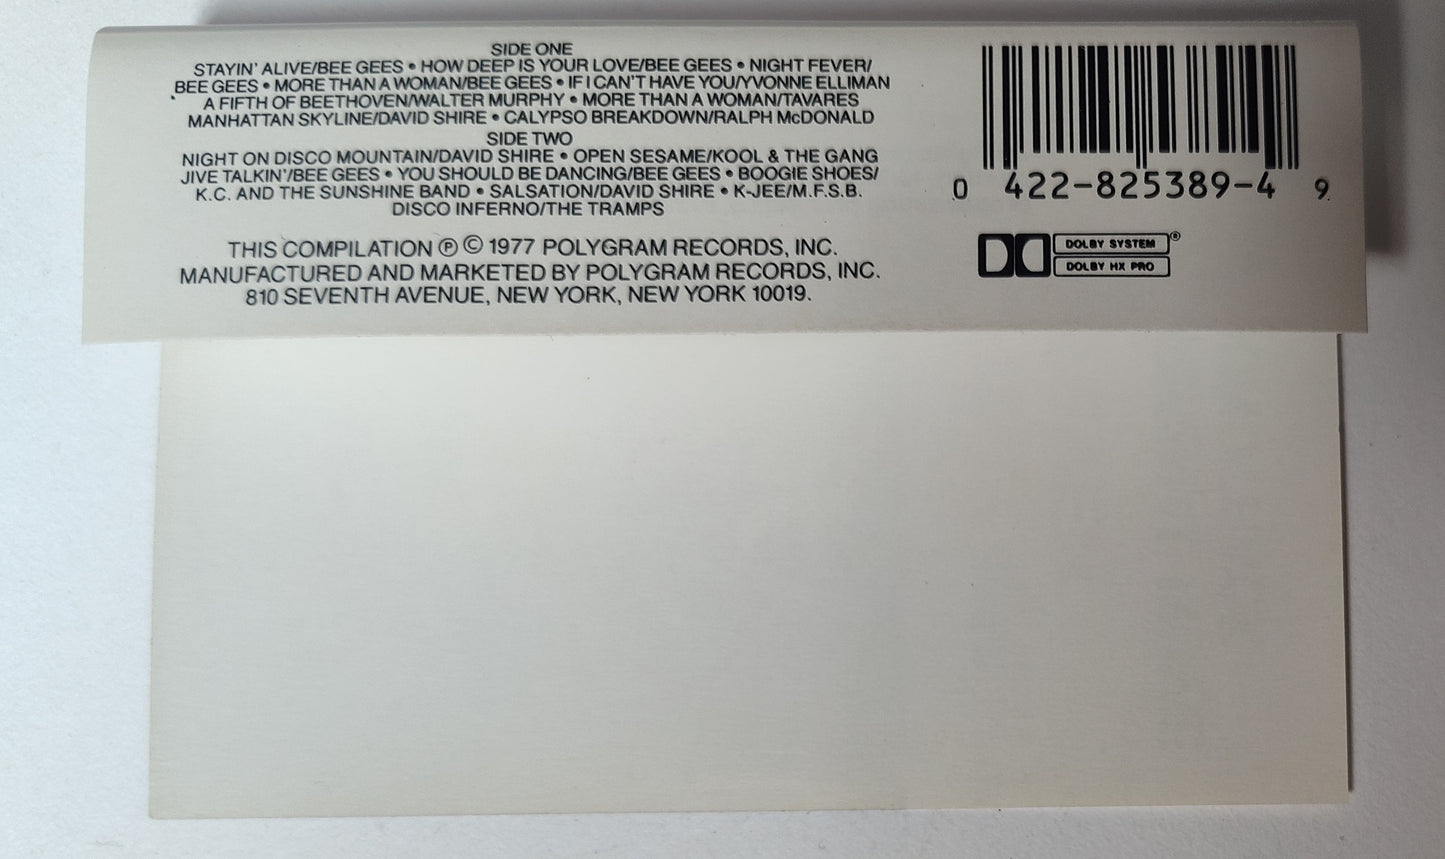 SIDE ONE
STAYIN' ALIVE/BEE GEES • HOW DEEP IS YOUR LOVE/BEE GEES • NIGHT FEVER/
BEE GEES • MORE THAN A WOMAN/BEE GEES • IF I CAN'T HAVE YOU/YVONNE ELLIMAN
A FIFTH OF BEETHOVEN/WALTER MURPHY • MORE THAN A WOMAN/TAVARES
MANHATTAN SKYLINE/DAVID SHIRE • CALYPSO BREAKDOWN/RALPH McDONALD
SIDE TWO
NIGHT ON DISCO MOUNTAIN/DAVID SHIRE • OPEN SESAME/KOOL & THE GANG
JIVE TALKIN'/BEE GEES • YOU SHOULD BE DANCING/BEE GEES • BOOGIE SHOES/
K.C. AND THE SUNSHINE BAND • SALSATION/DAVID SHIRE • K-JEE/M.F.S.B.
DISCO INFERNO/THE TRAMPS
THIS COMPILATION ℗ © 1977 POLYGRAM RECORDS, INC.
MANUFACTURED AND MARKETED BY POLYGRAM RECORDS, INC.
810 SEVENTH AVENUE, NEW YORK, NEW YORK 10019.
0 422-825389-4 9
DOLBY SYSTEM ®
DOLBY HX PRO